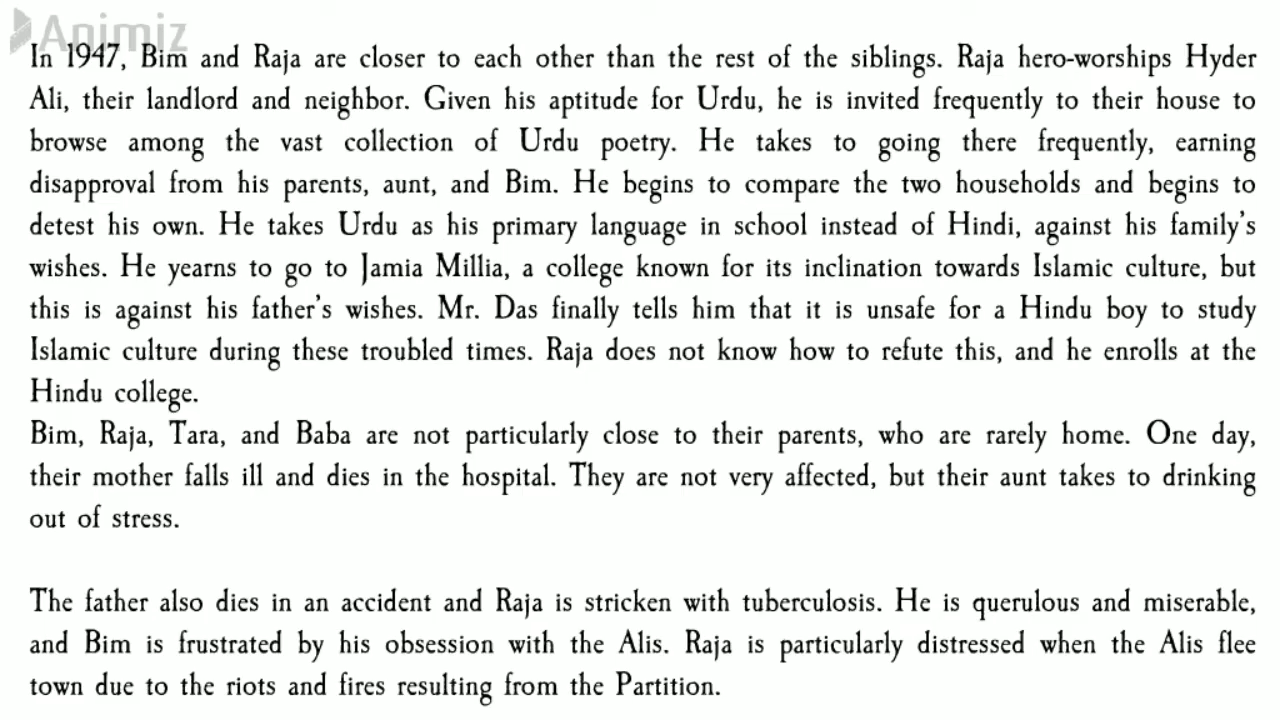 Animiz
In 1947, Bim and Raja are closer to each other than the rest of the siblings. Raja hero-worships Hyder
Ali, their landlord and neighbor. Given his aptitude for Urdu, he is invited frequently to their house to
browse among the vast collection of Urdu poetry. He takes to going there frequently, earning
disapproval from his parents, aunt, and Bim. He begins to compare the two households and begins to
detest his own. He takes Urdu as his primary language in school instead of Hindi, against his family's
wishes. He yearns to go to Jamia Millia, a college known for its inclination towards Islamic culture, but
this is against his father's wishes. Mr. Das finally tells him that it is unsafe for a Hindu boy to study
Islamic culture during these troubled times. Raja does not know how to refute this, and he enrolls at the
Hindu college.
Bim, Raja, Tara, and Baba are not particularly close to their parents, who are rarely home. One day,
their mother falls ill and dies in the hospital. They are not very affected, but their aunt takes to drinking
out of stress.
The father also dies in an accident and Raja is stricken with tuberculosis. He is querulous and miserable,
and Bim is frustrated by his obsession with the Alis. Raja is particularly distressed when the Alis flee
town due to the riots and fires resulting from the Partition.